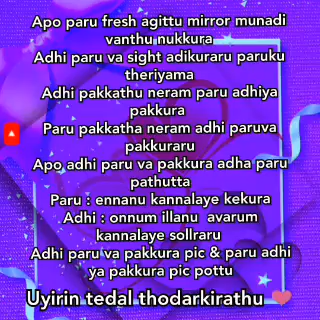 Apo paru fresh agittu mirror munadi
vanthu nukkura
Adhi paru va sight adikuraru paruku
theriyama
Adhi pakkathu neram paru adhiya
pakkura
Paru pakkatha neram adhi paruva
pakkuraru
Apo adhi paru va pakkura adha paru
pathutta
Paru : ennanu kannalaye kekura
Adhi : onnum illanu avarum
kannalaye sollraru
Adhi paru va pakkura pic & paru adhi
ya pakkura pic pottu
Uyirin tedal thodarkirathu